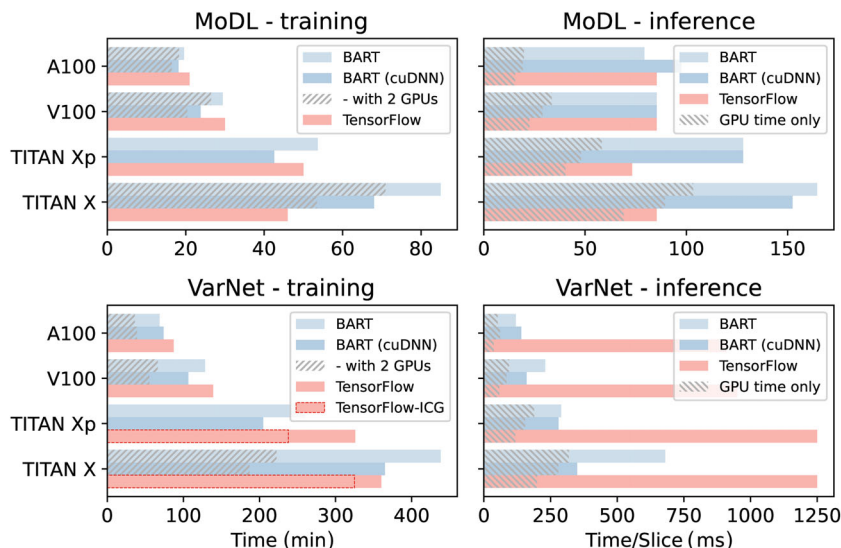 MoDL - training
A100
V100
TITAN Xp
TITAN X
BART
BART (cuDNN)
- with 2 GPUs
TensorFlow
0 20 40 60 80
MoDL - inference
BART
BART (cuDNN)
TensorFlow
GPU time only
0 50 100 150
VarNet - training
A100
V100
TITAN Xp
TITAN X
BART
BART (cuDNN)
- with 2 GPUs
TensorFlow
TensorFlow-ICG
0 100 200 300 400
Time (min)
VarNet - inference
BART
BART (cuDNN)
TensorFlow
GPU time only
0 250 500 750 1000 1250
Time/Slice (ms)